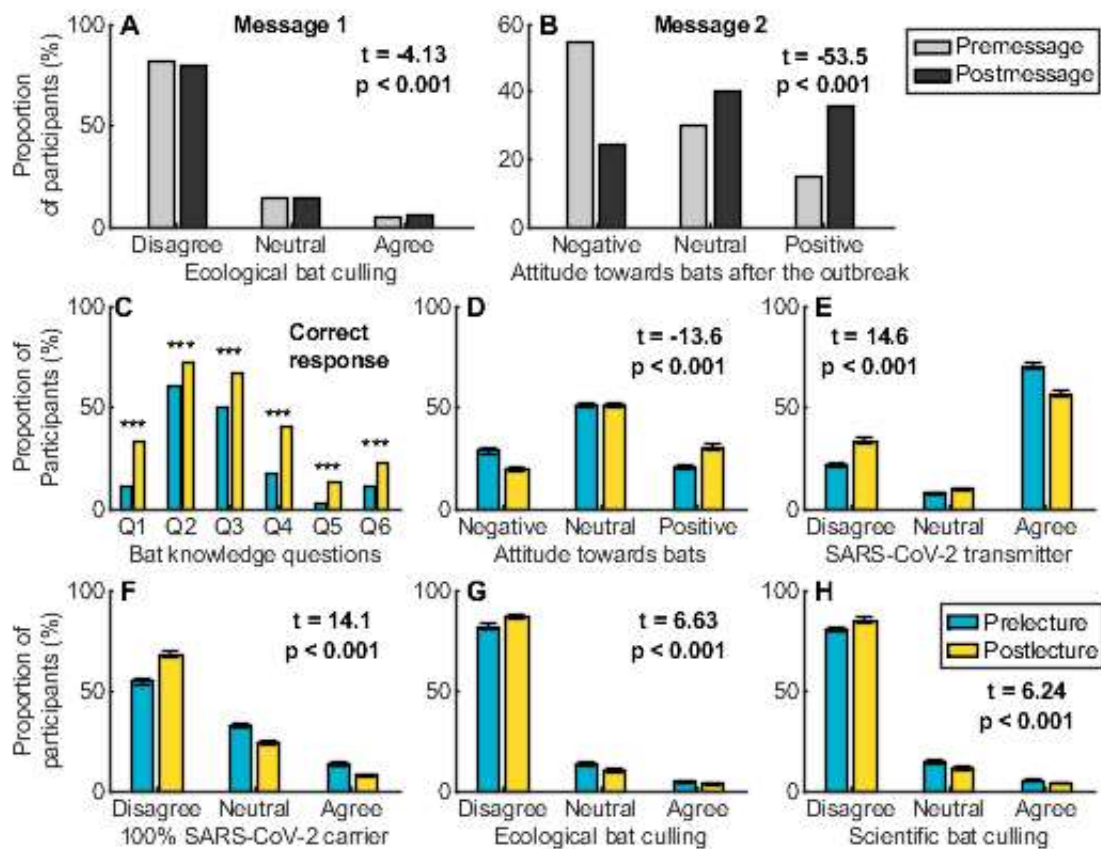 A
Message 1
t = -4.13
p < 0.001
100
50
0
Disagree Neutral Agree
Ecological bat culling
Proportion
of participants (%)
B
Message 2
t = -53.5
p < 0.001
60
40
20
0
Negative Neutral Positive
Attitude towards bats after the outbreak
Premessage
Postmessage
C
Correct
response
100
50
0
*** *** *** *** *** ***
Q1 Q2 Q3 Q4 Q5 Q6
Bat knowledge questions
Proportion of
Participants (%)
D
t = -13.6
p < 0.001
100
50
0
Negative Neutral Positive
Attitude towards bats
E
t = 14.6
p < 0.001
100
50
0
Disagree Neutral Agree
SARS-CoV-2 transmitter
F
t = 14.1
p < 0.001
100
50
0
Disagree Neutral Agree
100% SARS-CoV-2 carrier
Proportion of
participants (%)
G
t = 6.63
p < 0.001
100
50
0
Disagree Neutral Agree
Ecological bat culling
H
Prelecture
Postlecture
t = 6.24
p < 0.001
100
50
0
Disagree Neutral Agree
Scientific bat culling